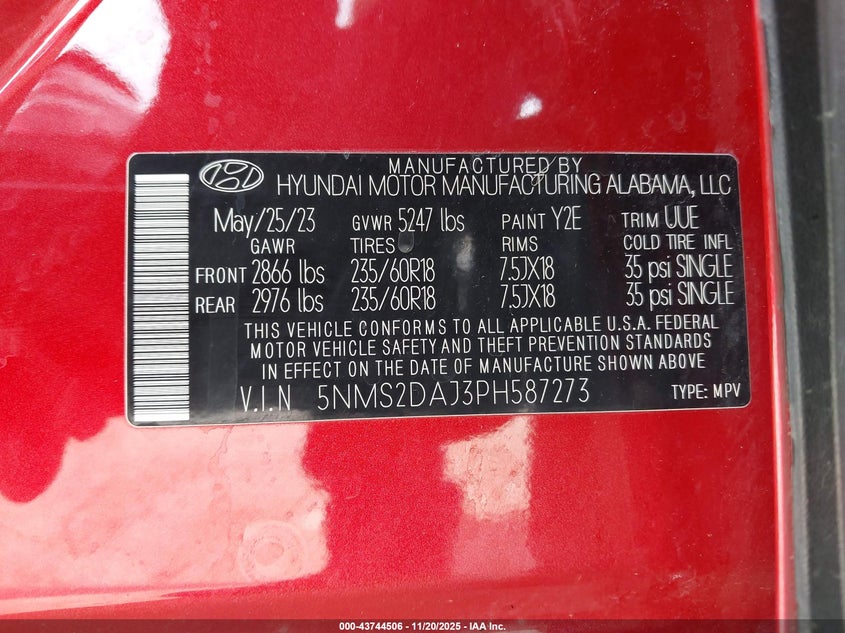 MANUFACTURED BY
HYUNDAI MOTOR MANUFACTURING ALABAMA, LLC
May/25/23 GVWR 5247 lbs PAINT Y2E TRIM UUE
GAWR TIRES RIMS COLD TIRE INFL
FRONT 2866 lbs 235/60R18 7.5JX18 35 psi SINGLE
REAR 2976 lbs 235/60R18 7.5JX18 35 psi SINGLE
THIS VEHICLE CONFORMS TO ALL APPLICABLE U.S.A. FEDERAL
MOTOR VEHICLE SAFETY AND THEFT PREVENTION STANDARDS
IN EFFECT ON THE DATE OF MANUFACTURE SHOWN ABOVE
V.I.N 5NMS2DAJ3PH587273 TYPE: MPV
000-43744506 - 11/20/2025 - IAA Inc.